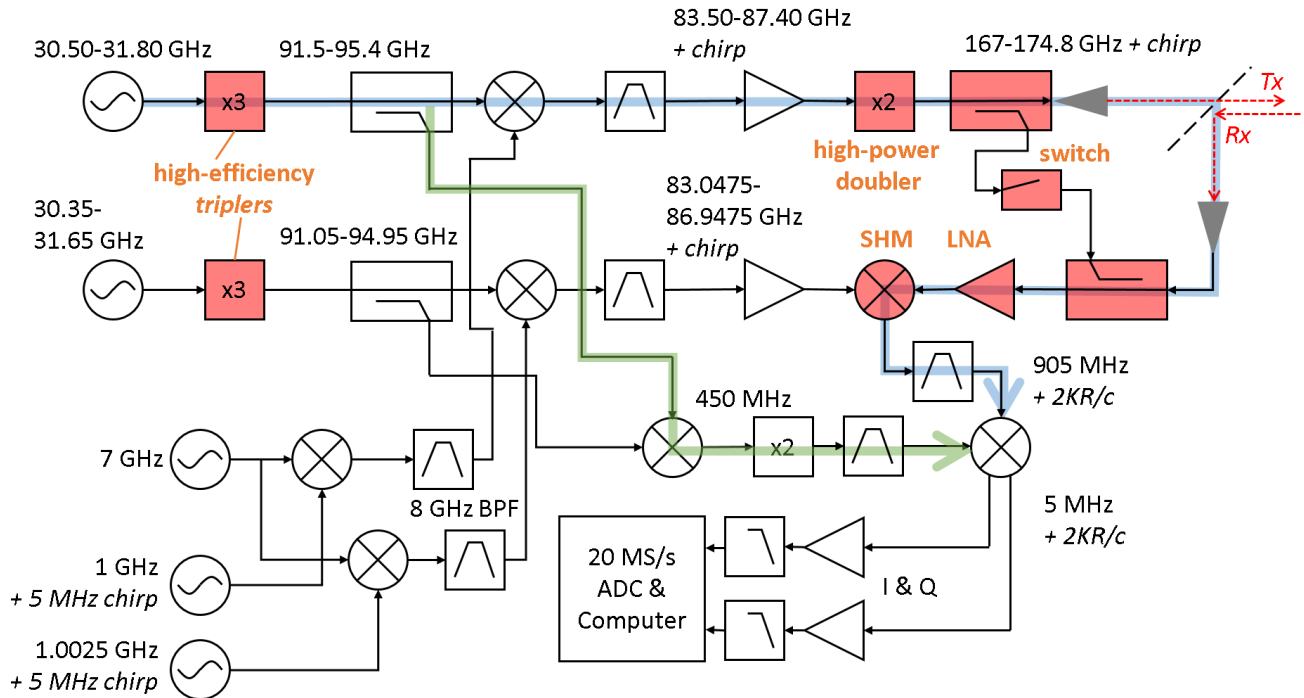 83.50-87.40 GHz
+ chirp
30.50-31.80 GHz
91.5-95.4 GHz
167-174.8 GHz + chirp
x3
x2
Tx
Rx
high-efficiency
triplers
high-power
doubler
switch
30.35-
31.65 GHz
91.05-94.95 GHz
83.0475-
86.9475 GHz
+ chirp
SHM
LNA
x3
905 MHz
+ 2KR/c
450 MHz
x2
7 GHz
8 GHz BPF
5 MHz
+ 2KR/c
1 GHz
+ 5 MHz chirp
20 MS/s
ADC &
Computer
I & Q
1.0025 GHz
+ 5 MHz chirp